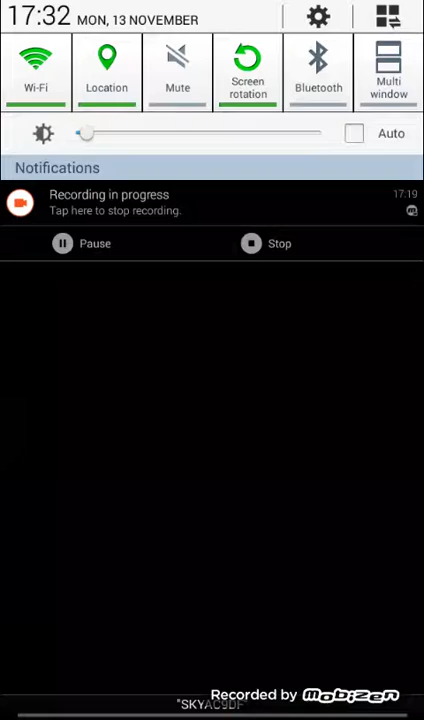 17:32 MON, 13 NOVEMBER
Wi-Fi
Location
Mute
Screen rotation
Bluetooth
Multi window
Auto
Notifications
Recording in progress 17:19
Tap here to stop recording.
Pause
Stop
"SKYAC9DF"
Recorded by mobizen